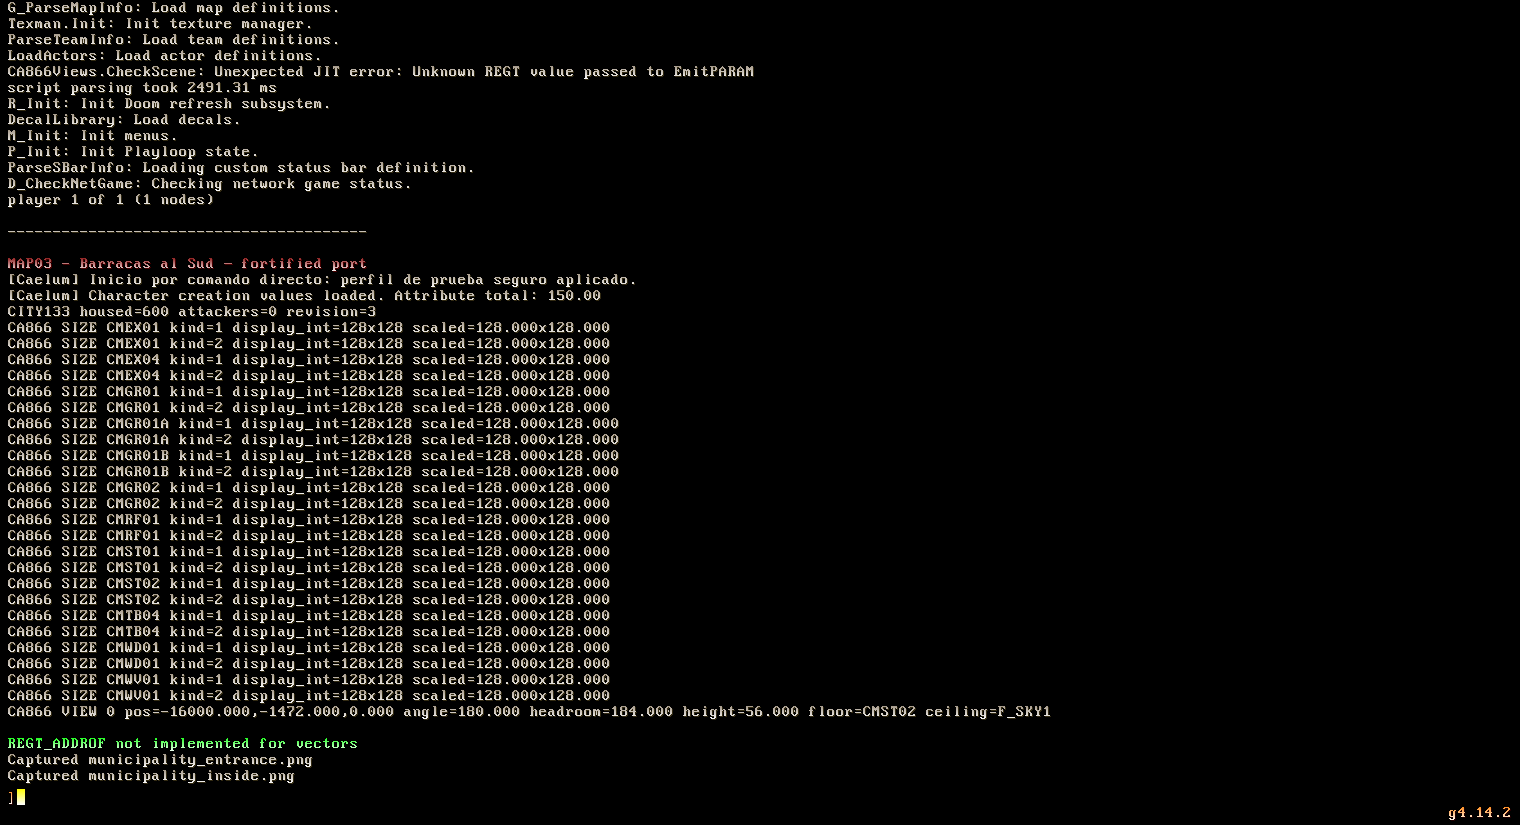 G_ParseMapInfo: Load map definitions.
Texman.Init: Init texture manager.
ParseTeamInfo: Load team definitions.
LoadActors: Load actor definitions.
CA866Views.CheckScene: Unexpected JIT error: Unknown REGT value passed to EmitPARAM
script parsing took 2491.31 ms
R_Init: Init Doom refresh subsystem.
DecalLibrary: Load decals.
M_Init: Init menus.
P_Init: Init Playloop state.
ParseSBarInfo: Loading custom status bar definition.
D_CheckNetGame: Checking network game status.
player 1 of 1 (1 nodes)
----------------------------------------
MAP03 - Barracas al Sud - fortified port
[Caelum] Inicio por comando directo: perfil de prueba seguro aplicado.
[Caelum] Character creation values loaded. Attribute total: 150.00
CITY133 housed=600 attackers=0 revision=3
CA866 SIZE CMEX01 kind=1 display_int=128x128 scaled=128.000x128.000
CA866 SIZE CMEX01 kind=2 display_int=128x128 scaled=128.000x128.000
CA866 SIZE CMEX04 kind=1 display_int=128x128 scaled=128.000x128.000
CA866 SIZE CMEX04 kind=2 display_int=128x128 scaled=128.000x128.000
CA866 SIZE CMGR01 kind=1 display_int=128x128 scaled=128.000x128.000
CA866 SIZE CMGR01 kind=2 display_int=128x128 scaled=128.000x128.000
CA866 SIZE CMGR01A kind=1 display_int=128x128 scaled=128.000x128.000
CA866 SIZE CMGR01A kind=2 display_int=128x128 scaled=128.000x128.000
CA866 SIZE CMGR01B kind=1 display_int=128x128 scaled=128.000x128.000
CA866 SIZE CMGR01B kind=2 display_int=128x128 scaled=128.000x128.000
CA866 SIZE CMGR02 kind=1 display_int=128x128 scaled=128.000x128.000
CA866 SIZE CMGR02 kind=2 display_int=128x128 scaled=128.000x128.000
CA866 SIZE CMRF01 kind=1 display_int=128x128 scaled=128.000x128.000
CA866 SIZE CMRF01 kind=2 display_int=128x128 scaled=128.000x128.000
CA866 SIZE CMST01 kind=1 display_int=128x128 scaled=128.000x128.000
CA866 SIZE CMST01 kind=2 display_int=128x128 scaled=128.000x128.000
CA866 SIZE CMST02 kind=1 display_int=128x128 scaled=128.000x128.000
CA866 SIZE CMST02 kind=2 display_int=128x128 scaled=128.000x128.000
CA866 SIZE CMTB04 kind=1 display_int=128x128 scaled=128.000x128.000
CA866 SIZE CMTB04 kind=2 display_int=128x128 scaled=128.000x128.000
CA866 SIZE CMWD01 kind=1 display_int=128x128 scaled=128.000x128.000
CA866 SIZE CMWD01 kind=2 display_int=128x128 scaled=128.000x128.000
CA866 SIZE CMWV01 kind=1 display_int=128x128 scaled=128.000x128.000
CA866 SIZE CMWV01 kind=2 display_int=128x128 scaled=128.000x128.000
CA866 VIEW 0 pos=-16000.000,-1472.000,0.000 angle=180.000 headroom=184.000 height=56.000 floor=CMST02 ceiling=F_SKY1
REGT_ADDROF not implemented for vectors
Captured municipality_entrance.png
Captured municipality_inside.png
]
g4.14.2